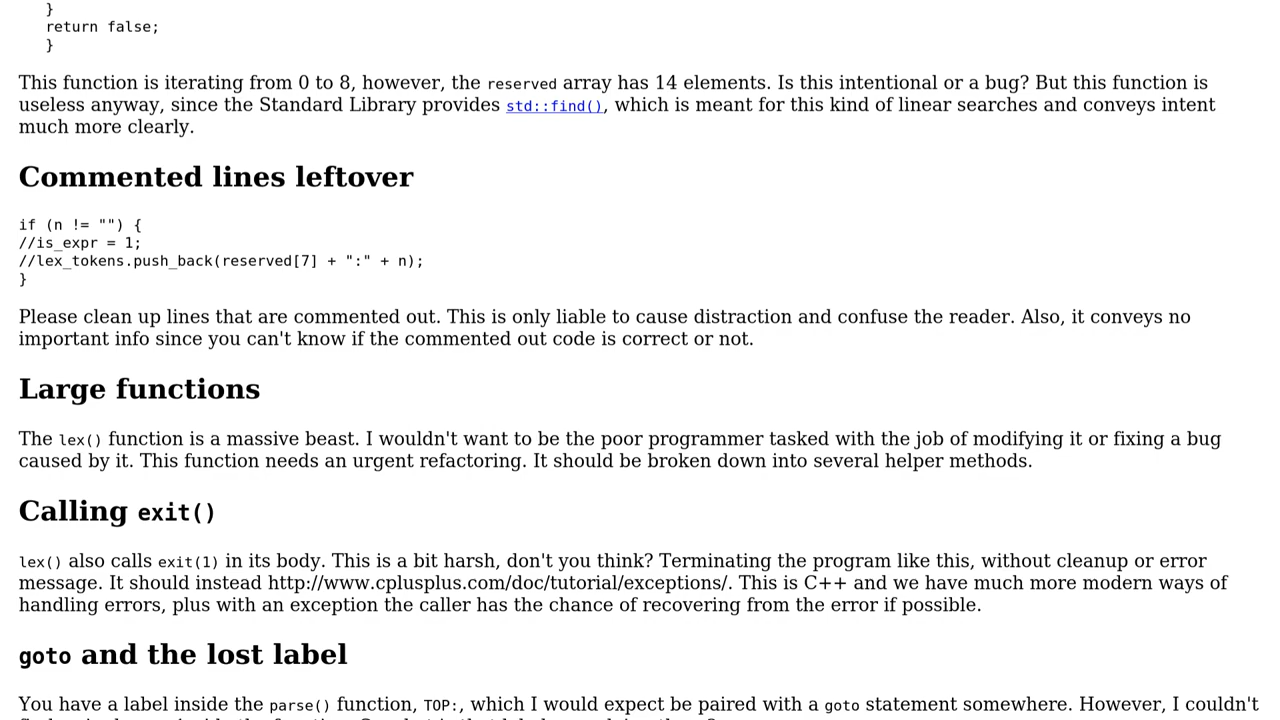 }
return false;
}
This function is iterating from 0 to 8, however, the reserved array has 14 elements. Is this intentional or a bug? But this function is
useless anyway, since the Standard Library provides std::find(), which is meant for this kind of linear searches and conveys intent
much more clearly.
Commented lines leftover
if (n != "") {
//is_expr = 1;
//lex_tokens.push_back(reserved[7] + ":" + n);
}
Please clean up lines that are commented out. This is only liable to cause distraction and confuse the reader. Also, it conveys no
important info since you can't know if the commented out code is correct or not.
Large functions
The lex() function is a massive beast. I wouldn't want to be the poor programmer tasked with the job of modifying it or fixing a bug
caused by it. This function needs an urgent refactoring. It should be broken down into several helper methods.
Calling exit()
lex() also calls exit(1) in its body. This is a bit harsh, don't you think? Terminating the program like this, without cleanup or error
message. It should instead http://www.cplusplus.com/doc/tutorial/exceptions/. This is C++ and we have much more modern ways of
handling errors, plus with an exception the caller has the chance of recovering from the error if possible.
goto and the lost label
You have a label inside the parse() function, TOP:, which I would expect be paired with a goto statement somewhere. However, I couldn't